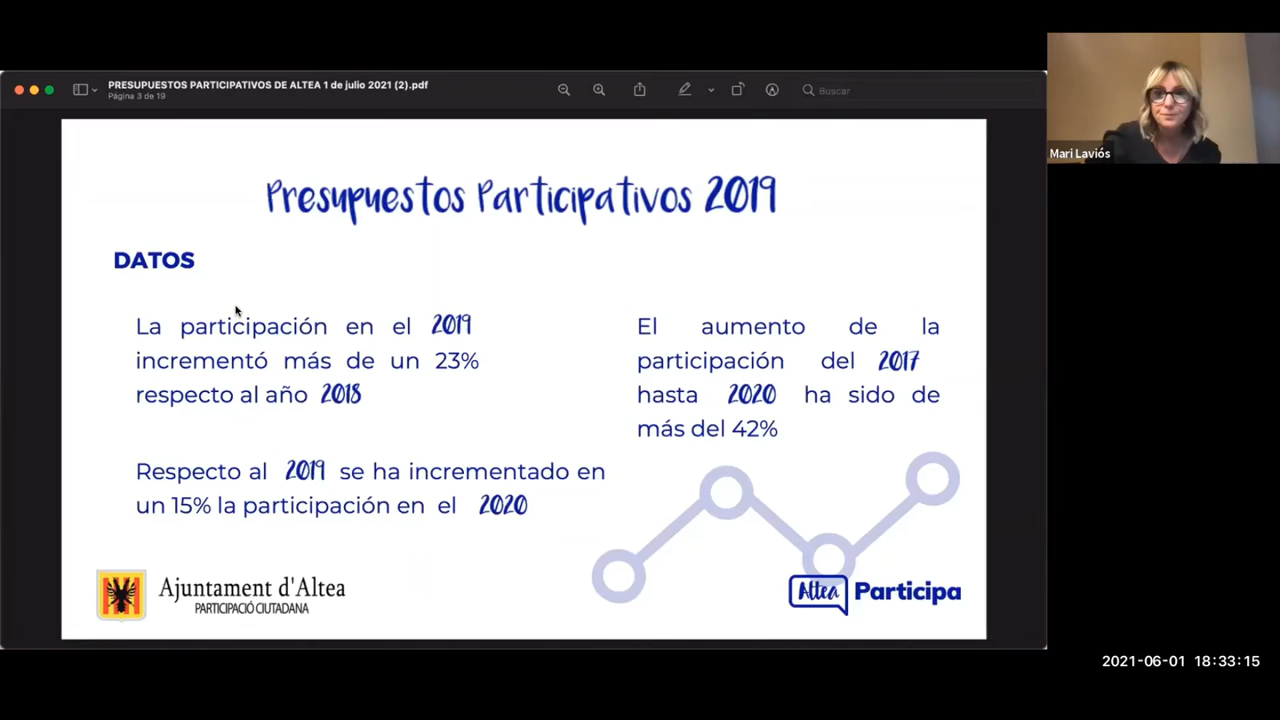 PRESUPUESTOS PARTICIPATIVOS DE ALTEA 1 de julio 2021 (2).pdf
Página 3 de 19
Buscar
Mari Laviós
Presupuestos Participativos 2019
DATOS
La participación en el 2019
incrementó más de un 23%
respecto al año 2018
Respecto al 2019 se ha incrementado en
un 15% la participación en el 2020
El aumento de la
participación del 2017
hasta 2020 ha sido de
más del 42%
Ajuntament d'Altea
PARTICIPACIÓ CIUTADANA
Altea Participa
2021-06-01 18:33:15